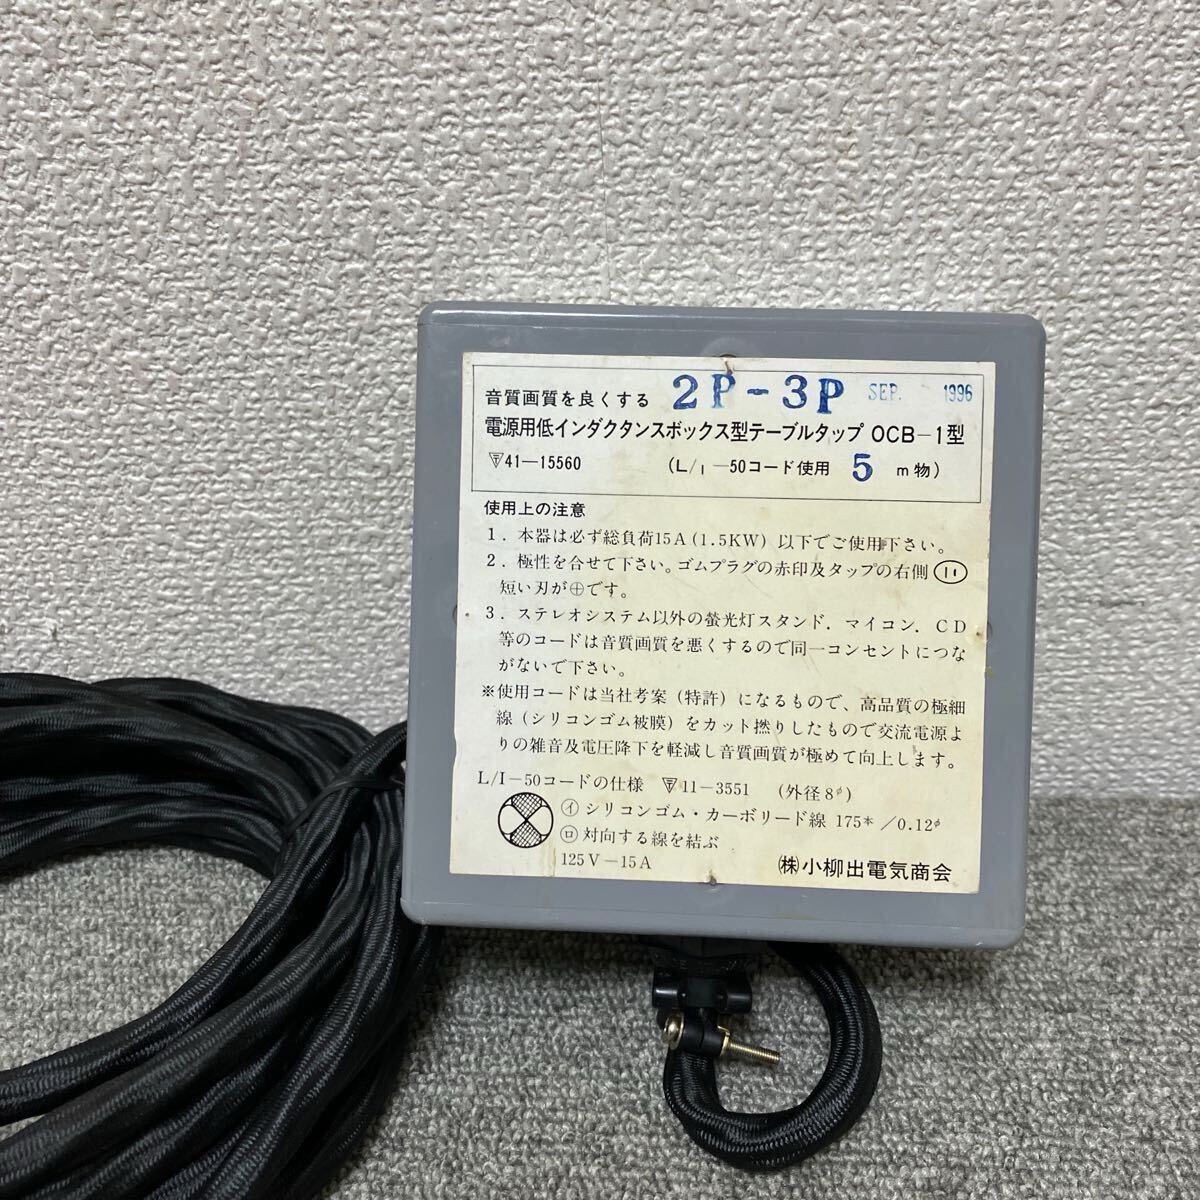 音質画質を良くする 2P-3P SEP. 1996
電源用低インダクタンスボックス型テーブルタップ OCB-1型
41-15560 (L/I-50コード使用 5 m物)
使用上の注意
1. 本器は必ず総負荷15A(1.5KW)以下でご使用下さい。
2. 極性を合せて下さい。ゴムプラグの赤印及タップの右側
短い刃が⊕です。
3. ステレオシステム以外の螢光灯スタンド. マイコン. CD
等のコードは音質画質を悪くするので同一コンセントにつな
がないで下さい。
※使用コードは当社考案(特許)になるもので、高品質の極細
線(シリコンゴム被膜)をカット撚りしたもので交流電源よ
りの雑音及電圧降下を軽減し音質画質が極めて向上します。
L/I-50コードの仕様 11-3551 (外径8φ)
㋑シリコンゴム・カーボリード線 175*/0.12φ
㋺対向する線を結ぶ
125V-15A
㈱小柳出電気商会